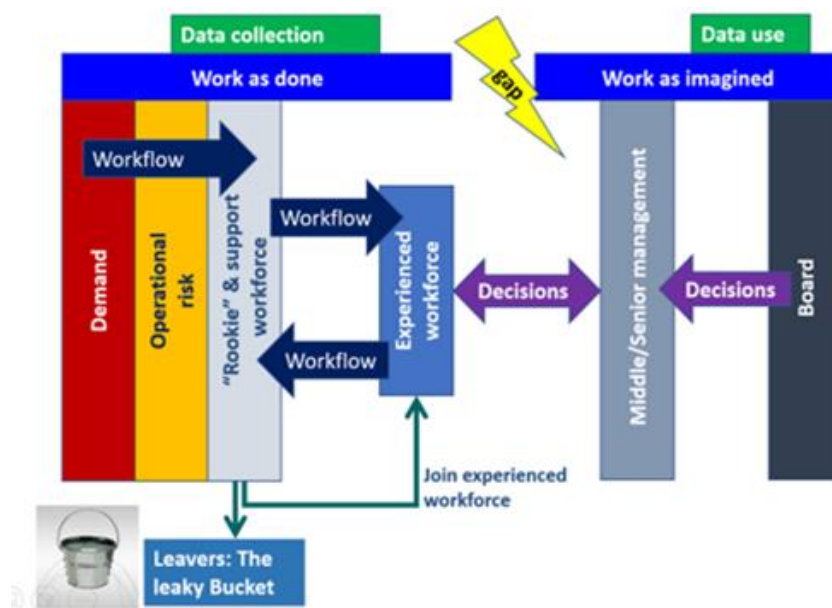 Data collection
Data use
Work as done
gap
Work as imagined
Workflow
Workflow
Workflow
Demand
Operational
risk
"Rookie" & support
workforce
Experienced
workforce
Decisions
Decisions
Middle/Senior management
Board
Join experienced
workforce
Leavers: The
leaky Bucket